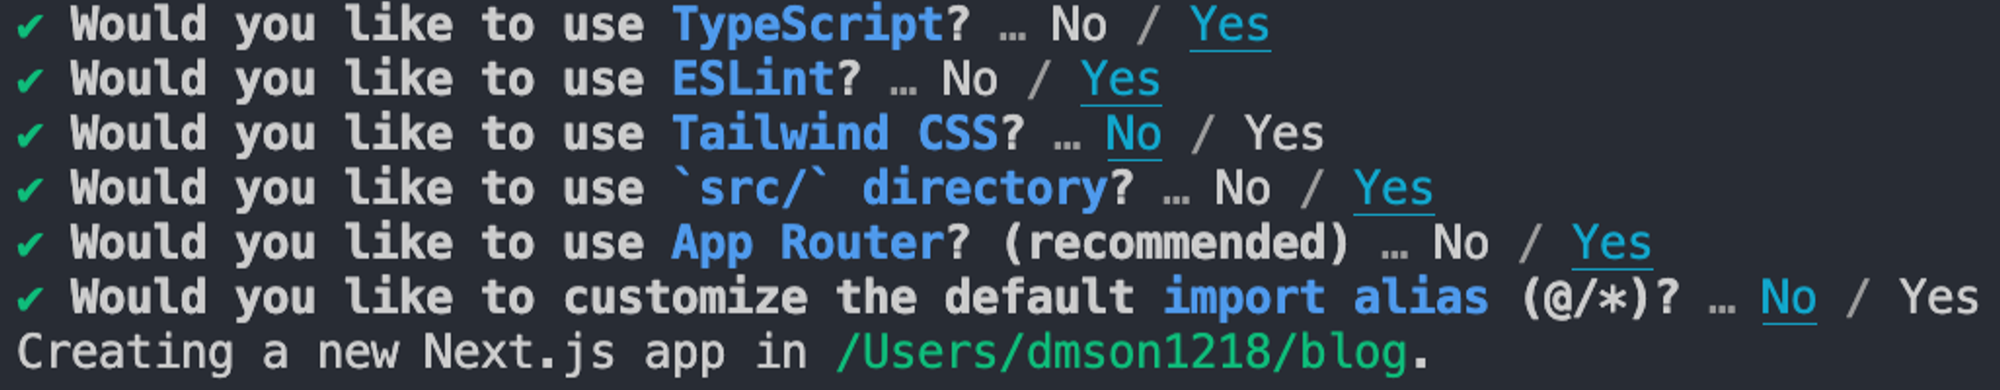 ✔ Would you like to use TypeScript? … No / Yes
✔ Would you like to use ESLint? … No / Yes
✔ Would you like to use Tailwind CSS? … No / Yes
✔ Would you like to use `src/` directory? … No / Yes
✔ Would you like to use App Router? (recommended) … No / Yes
✔ Would you like to customize the default import alias (@/*)? … No / Yes
Creating a new Next.js app in /Users/dmson1218/blog.